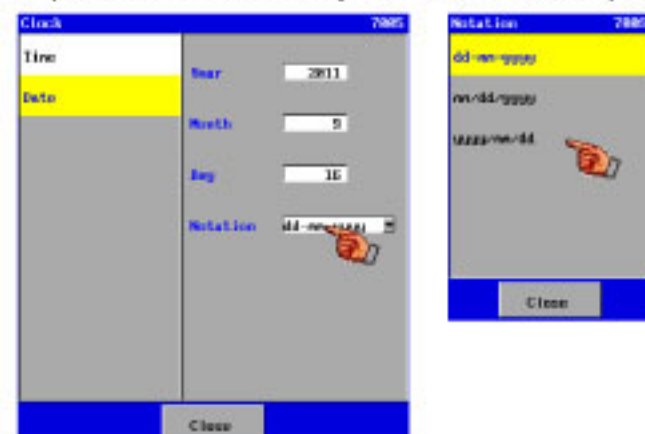 Clock 7005
Time
Date
Year 2011
Month 9
Day 16
Notation dd-mm-yyyy
Close
Notation 7005
dd-mm-yyyy
mm/dd/yyyy
yyyy/mm/dd
Close